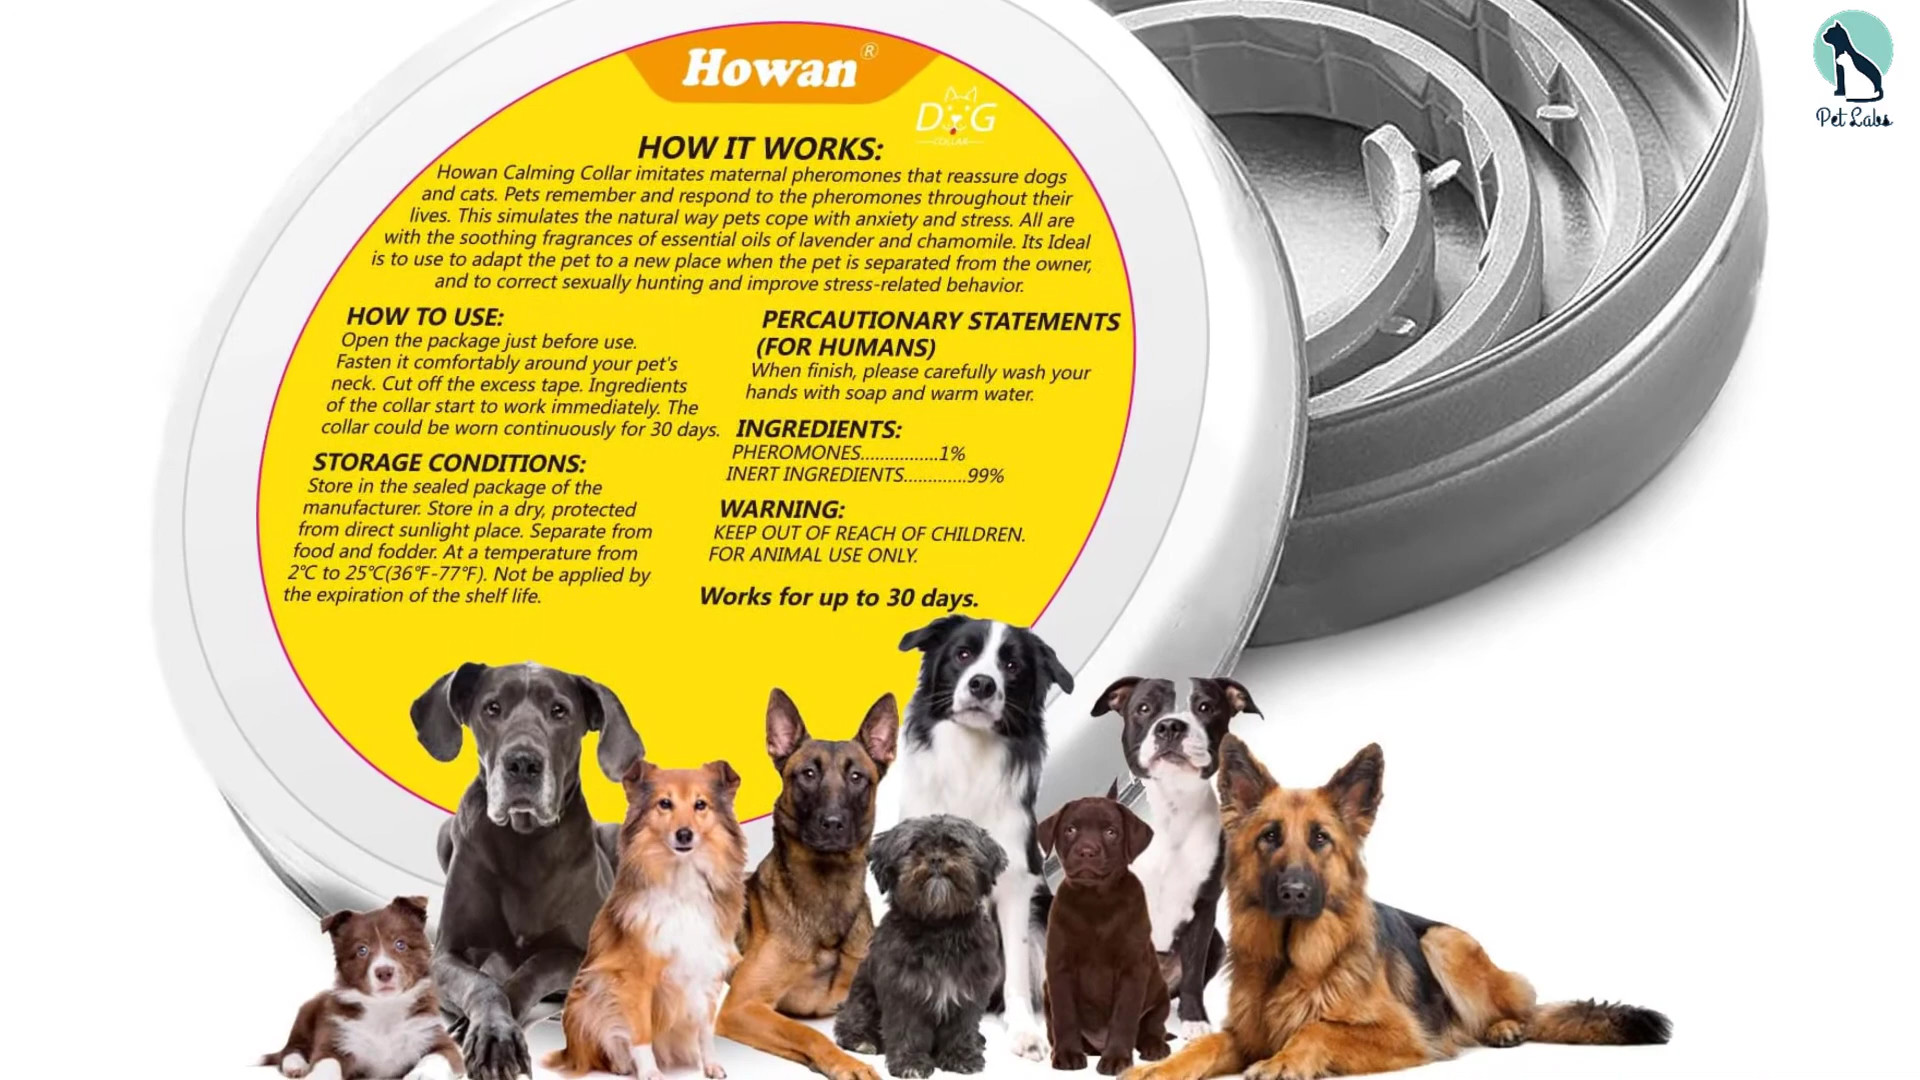 Howan®
DOG
COLLAR
HOW IT WORKS:
Howan Calming Collar imitates maternal pheromones that reassure dogs
and cats. Pets remember and respond to the pheromones throughout their
lives. This simulates the natural way pets cope with anxiety and stress. All are
with the soothing fragrances of essential oils of lavender and chamomile. Its Ideal
is to use to adapt the pet to a new place when the pet is separated from the owner,
and to correct sexually hunting and improve stress-related behavior.
HOW TO USE:
Open the package just before use.
Fasten it comfortably around your pet's
neck. Cut off the excess tape. Ingredients
of the collar start to work immediately. The
collar could be worn continuously for 30 days.
STORAGE CONDITIONS:
Store in the sealed package of the
manufacturer. Store in a dry, protected
from direct sunlight place. Separate from
food and fodder. At a temperature from
2°C to 25°C(36°F-77°F). Not be applied by
the expiration of the shelf life.
PERCAUTIONARY STATEMENTS
(FOR HUMANS)
When finish, please carefully wash your
hands with soap and warm water.
INGREDIENTS:
PHEROMONES................1%
INERT INGREDIENTS.............99%
WARNING:
KEEP OUT OF REACH OF CHILDREN.
FOR ANIMAL USE ONLY.
Works for up to 30 days.
Pet Labs